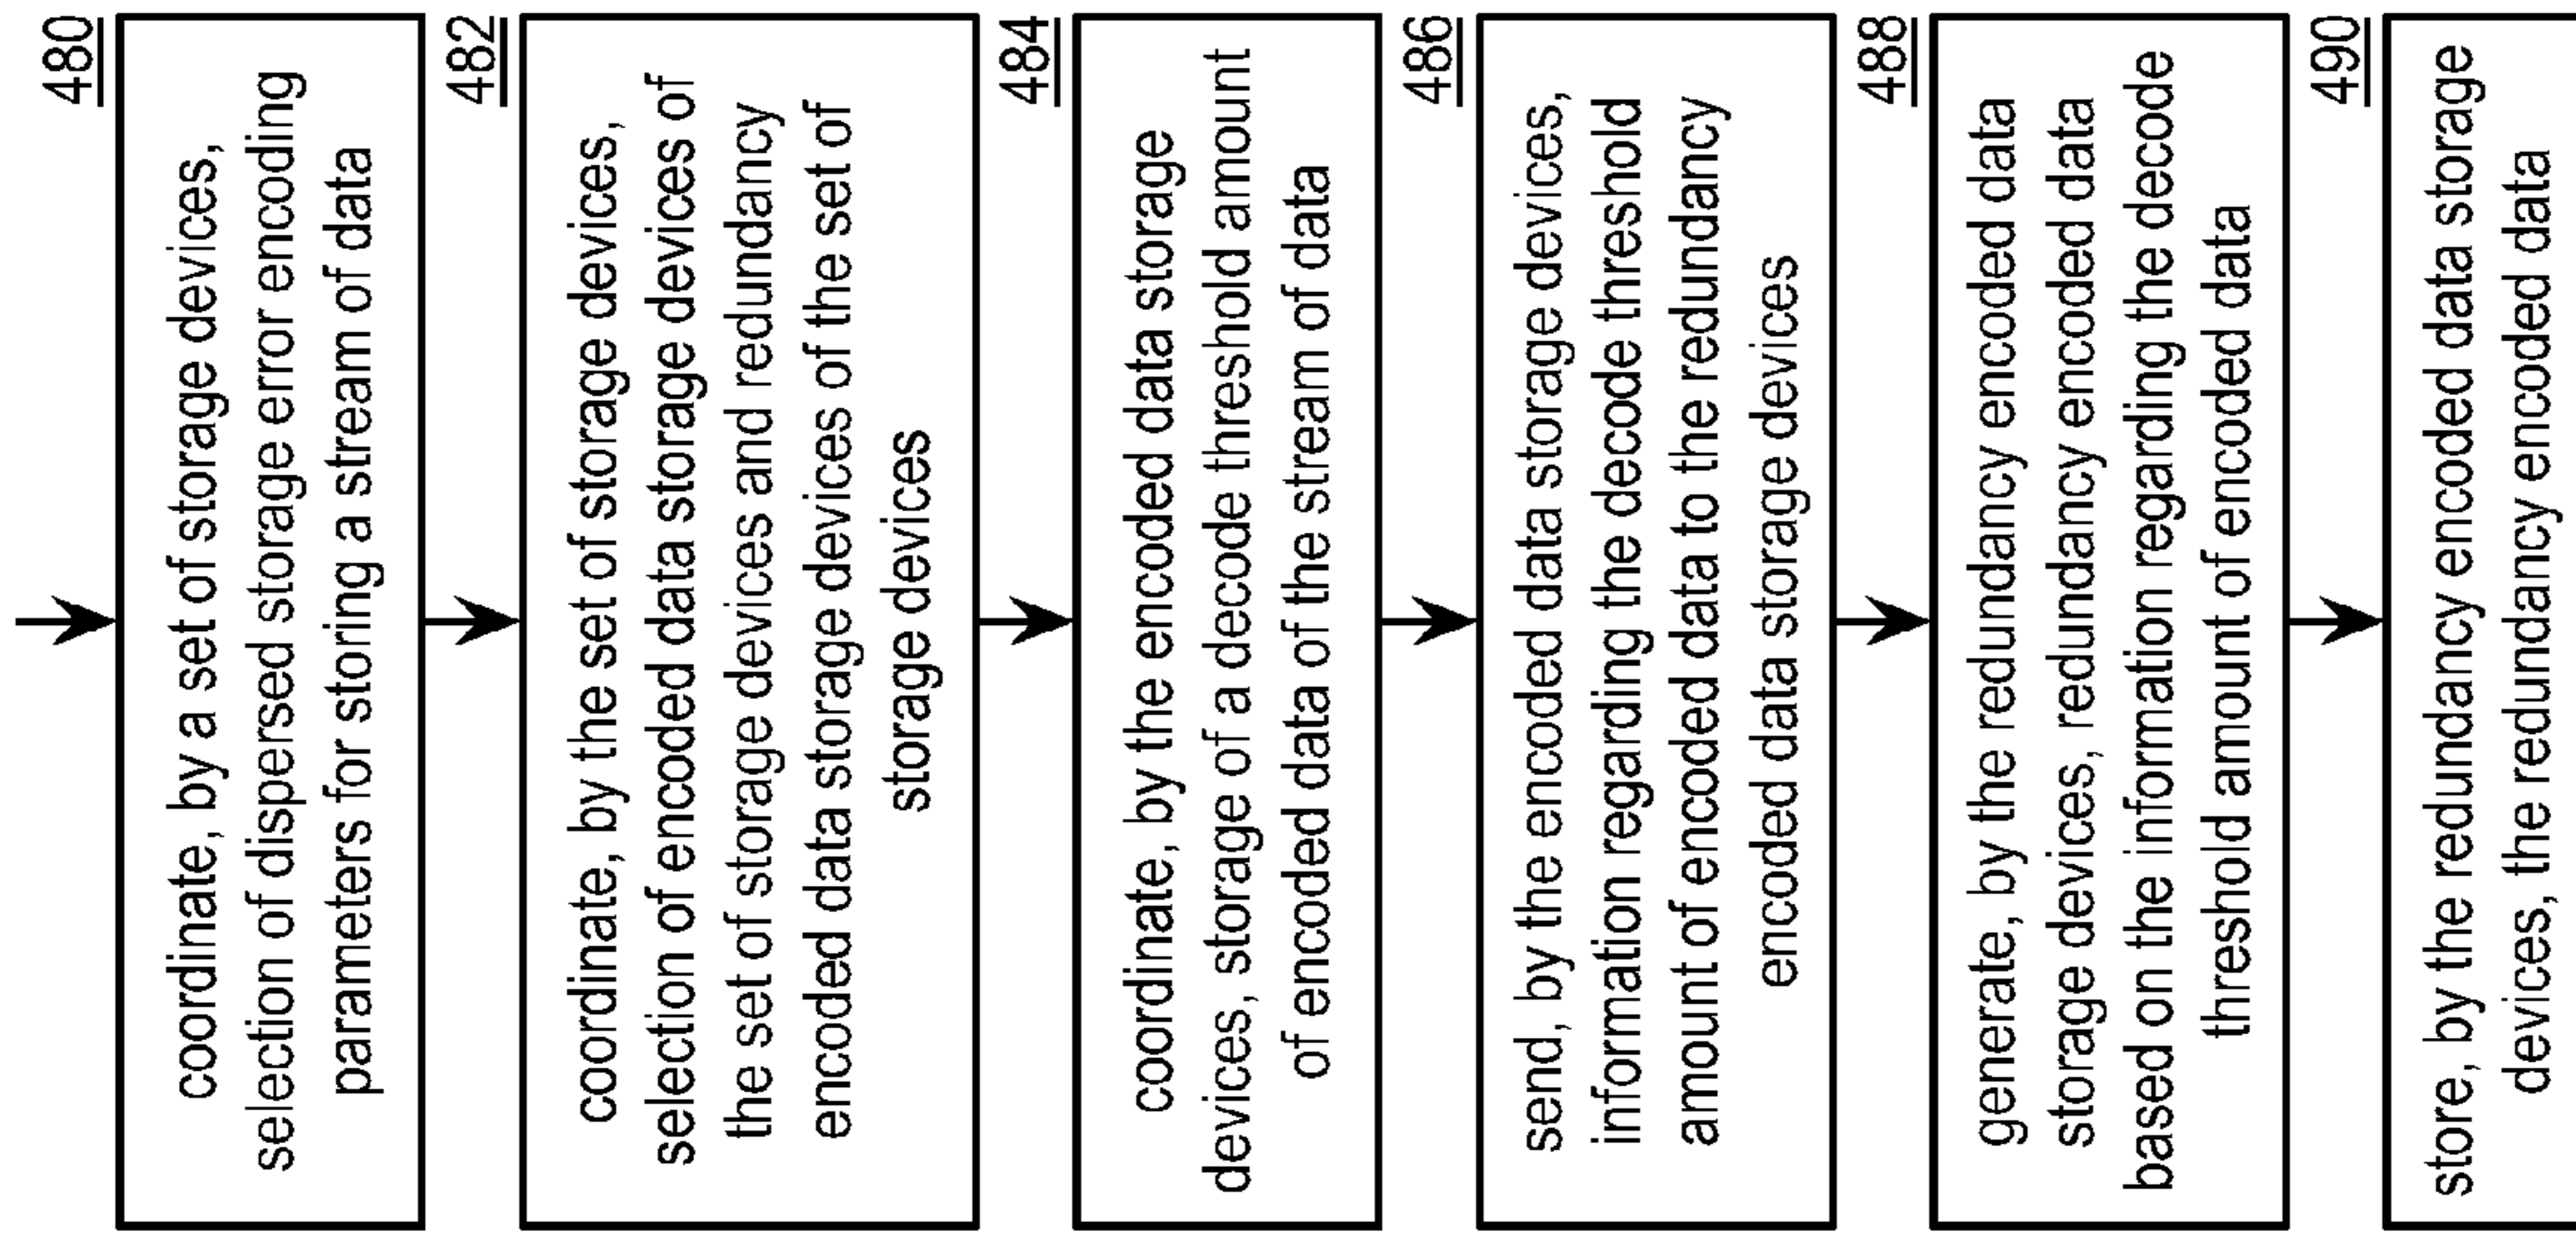 480
coordinate, by a set of storage devices,
selection of dispersed storage error encoding
parameters for storing a stream of data
482
coordinate, by the set of storage devices,
selection of encoded data storage devices of
the set of storage devices and redundancy
encoded data storage devices of the set of
storage devices
484
coordinate, by the encoded data storage
devices, storage of a decode threshold amount
of encoded data of the stream of data
486
send, by the encoded data storage devices,
information regarding the decode threshold
amount of encoded data to the redundancy
encoded data storage devices
488
generate, by the redundancy encoded data
storage devices, redundancy encoded data
based on the information regarding the decode
threshold amount of encoded data
490
store, by the redundancy encoded data storage
devices, the redundancy encoded data